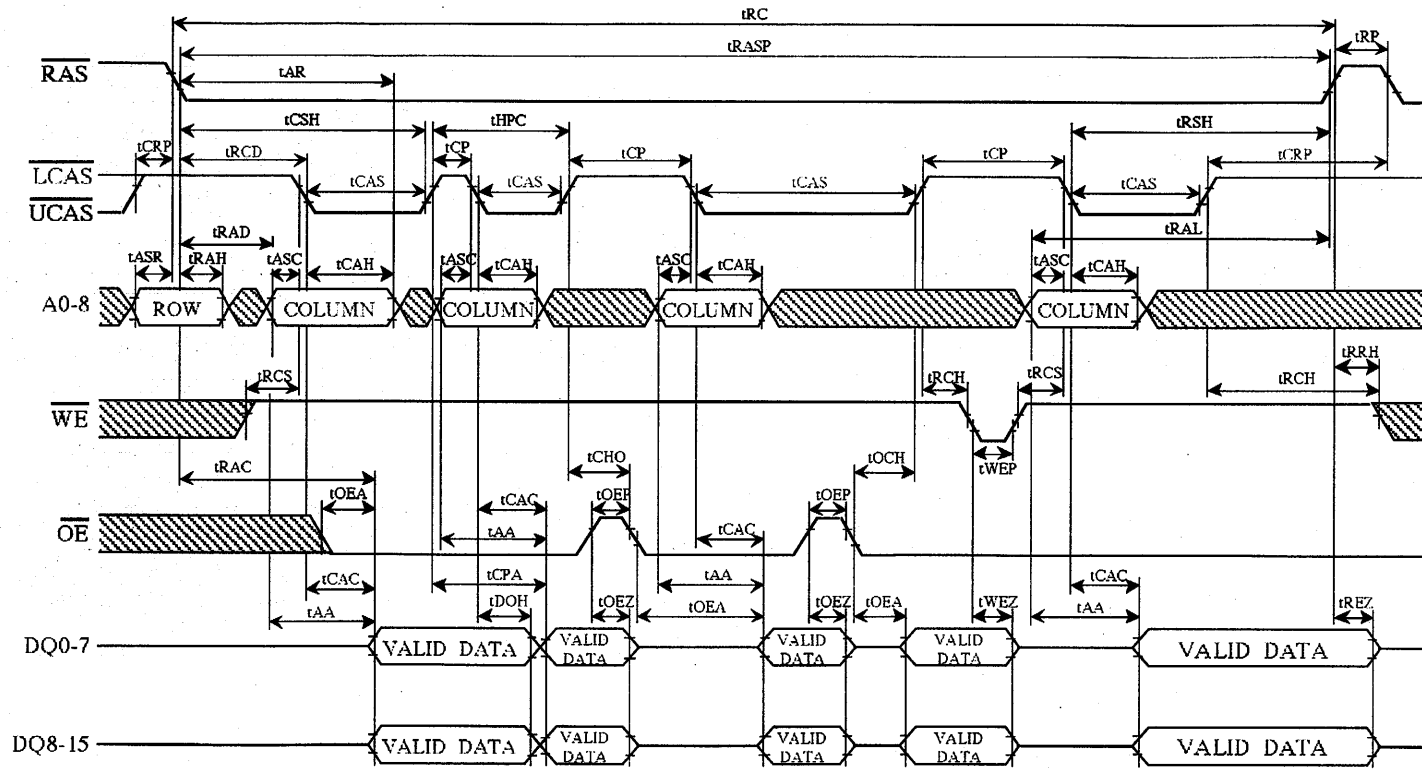 tRC
tRASP
tRP
RAS
tAR
tCSH
tHPC
tRSH
tCRP
tRCD
tCP
tCP
tCP
tCRP
LCAS
tCAS
tCAS
tCAS
tCAS
UCAS
tRAD
tRAL
tASR
tRAH
tASC
tCAH
tASC
tCAH
tASC
tCAH
tASC
tCAH
A0-8
ROW
COLUMN
COLUMN
COLUMN
COLUMN
tRCS
tRCH
tRCS
tRRH
tRCH
WE
tWEP
tRAC
tCHO
tOCH
tOEA
tCAC
tOEP
tOEP
OE
tAA
tCAC
tCAC
tCPA
tAA
tCAC
tAA
tDOH
tOEZ
tOEA
tOEZ
tOEA
tWEZ
tAA
tREZ
DQ0-7
VALID DATA
VALID
DATA
VALID
DATA
VALID
DATA
VALID DATA
DQ8-15
VALID DATA
VALID
DATA
VALID
DATA
VALID
DATA
VALID DATA